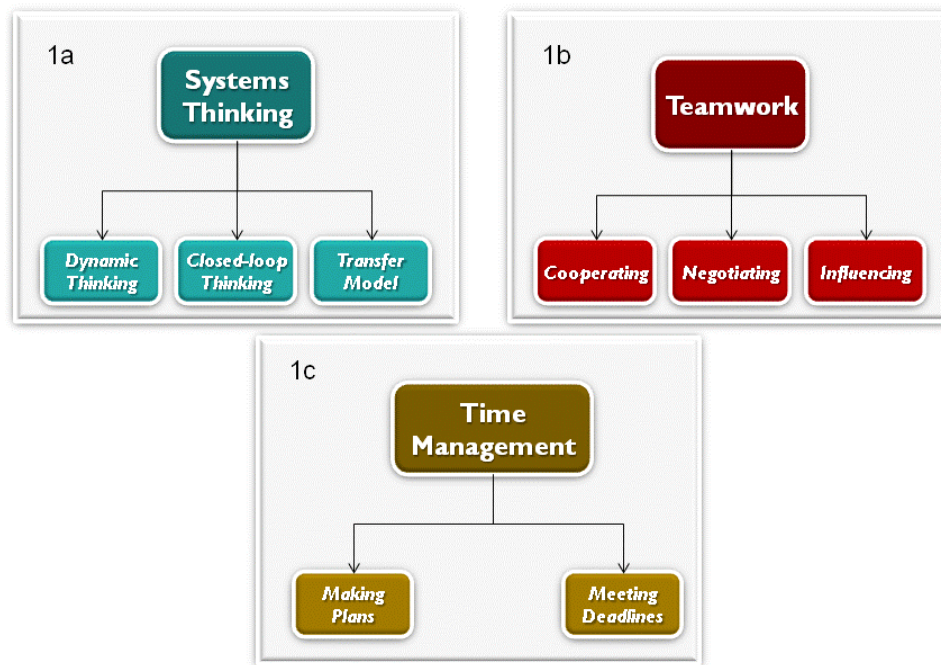 1a
Systems
Thinking
Dynamic
Thinking
Closed-loop
Thinking
Transfer
Model
1b
Teamwork
Cooperating
Negotiating
Influencing
1c
Time
Management
Making
Plans
Meeting
Deadlines